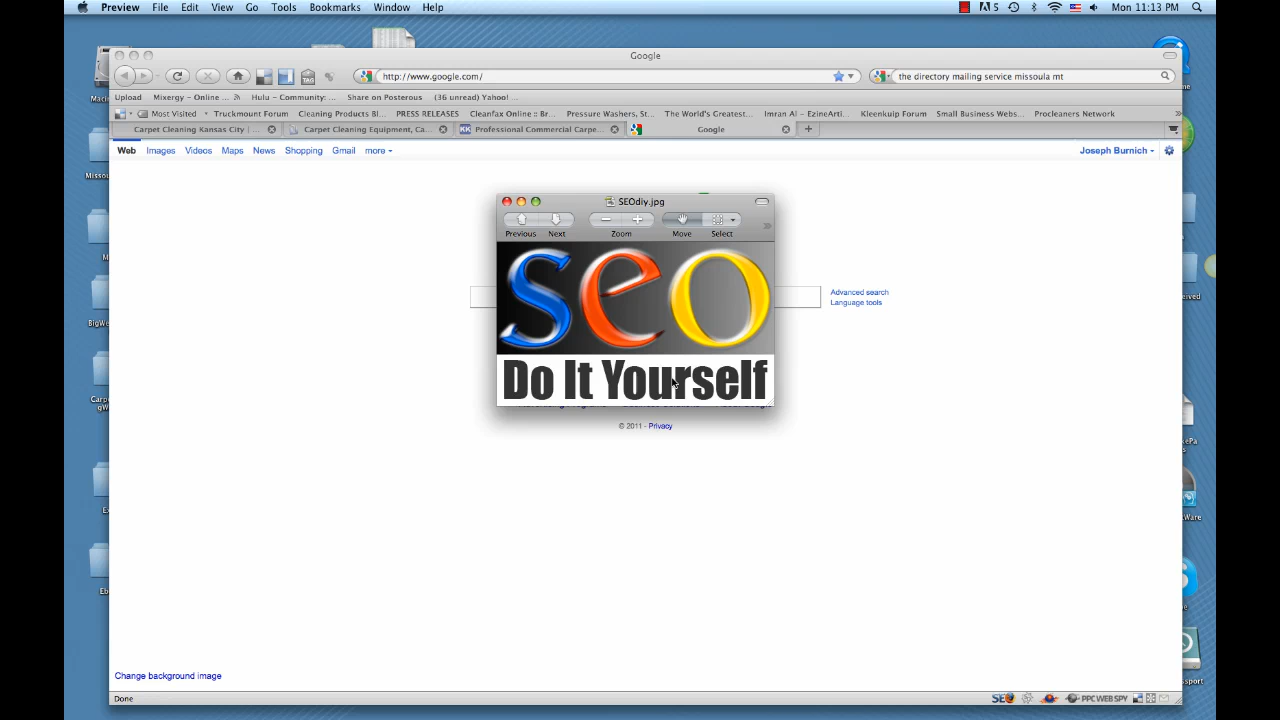 Preview File Edit View Go Tools Bookmarks Window Help 5 Mon 11:13 PM
Google
http://www.google.com/ the directory mailing service missoula mt
Upload Mixergy – Online ... Hulu – Community: ... Share on Posterous (36 unread) Yahoo! ...
Most Visited Truckmount Forum Cleaning Products Bl... PRESS RELEASES Cleanfax Online :: Br... Pressure Washers, St... The World's Greatest... Imran Ali – EzineArti... Kleenkuip Forum Small Business Webs... Procleaners Network
Carpet Cleaning Kansas City | ... Carpet Cleaning Equipment, Ca... KK Professional Commercial Carpe... Google
Web Images Videos Maps News Shopping Gmail more Joseph Burnich
SEOdiy.jpg
Previous Next Zoom Move Select
seo
Do It Yourself
Advanced search
Language tools
© 2011 - Privacy
Change background image
Done SEO PPC WEB SPY